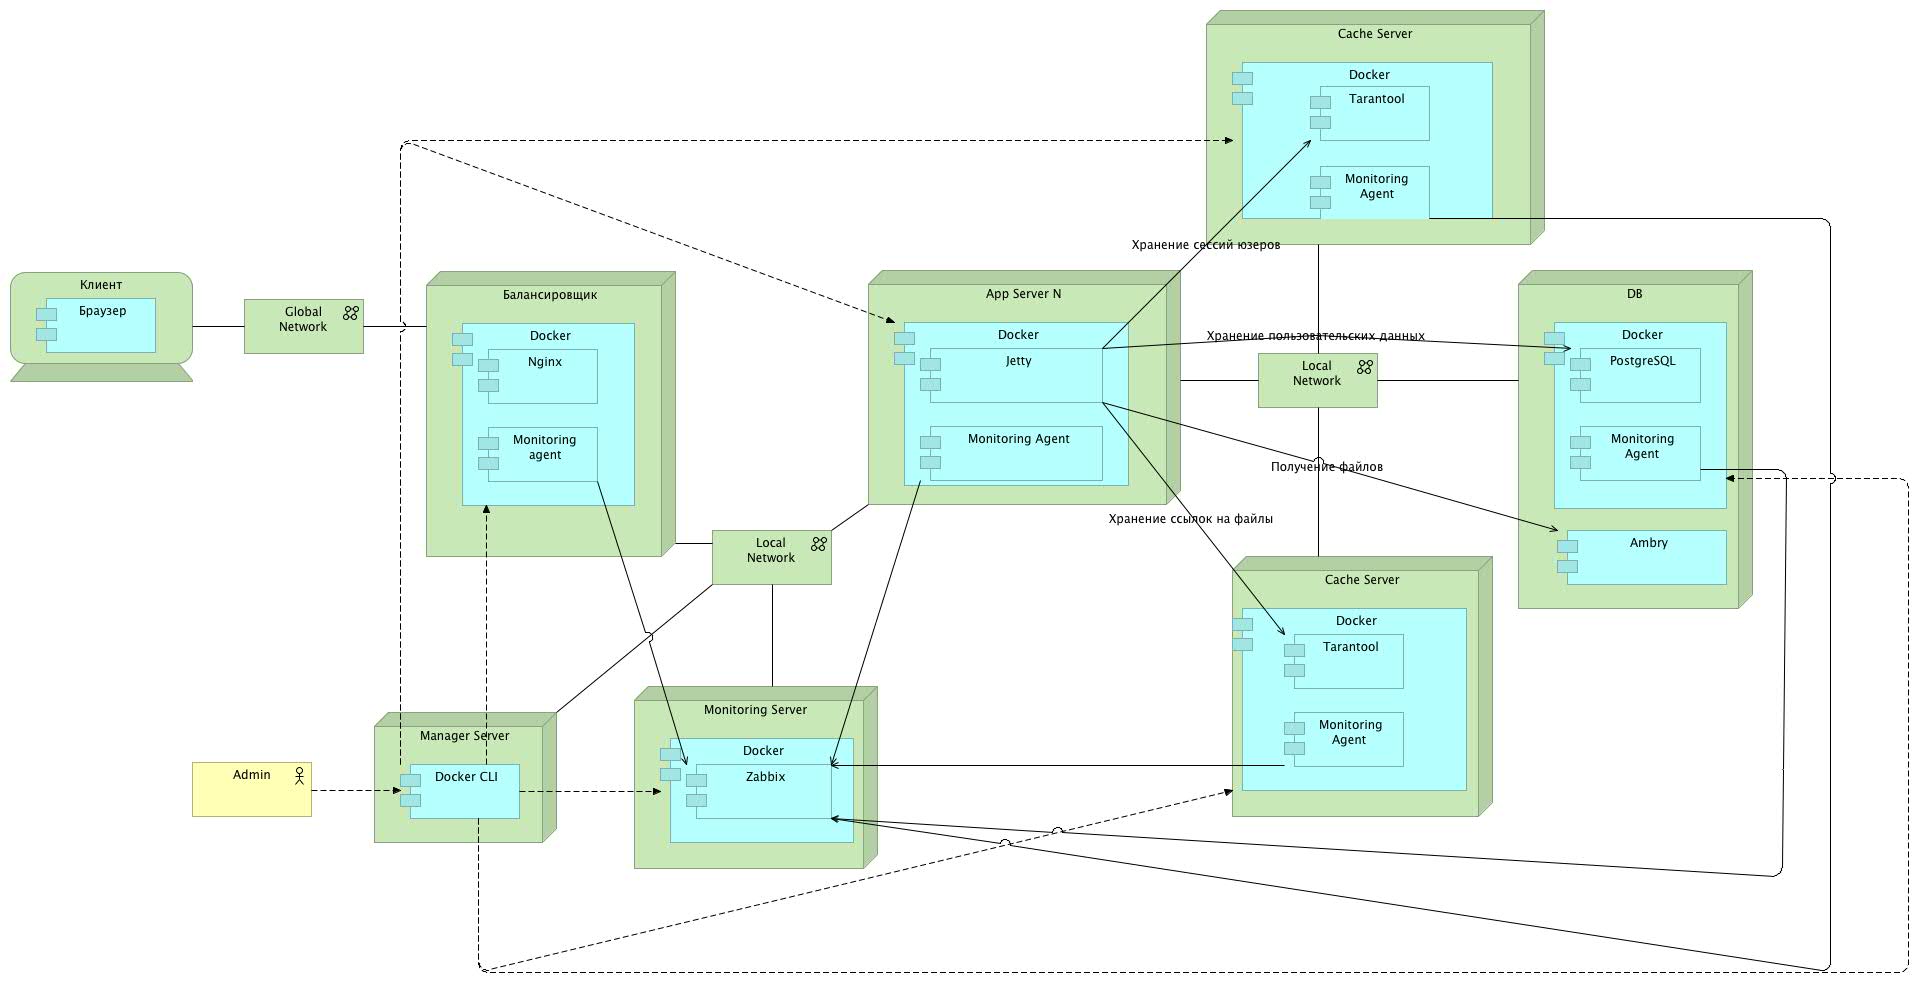 Cache Server
Docker
Tarantool
Monitoring
Agent
Хранение сессий юзеров
Клиент
Браузер
Global
Network
Балансировщик
Docker
Nginx
Monitoring
agent
App Server N
Docker
Jetty
Monitoring Agent
Хранение пользовательских данных
Local
Network
DB
Docker
PostgreSQL
Monitoring
Agent
Ambry
Получение файлов
Хранение ссылок на файлы
Local
Network
Cache Server
Docker
Tarantool
Monitoring
Agent
Admin
Manager Server
Docker CLI
Monitoring Server
Docker
Zabbix